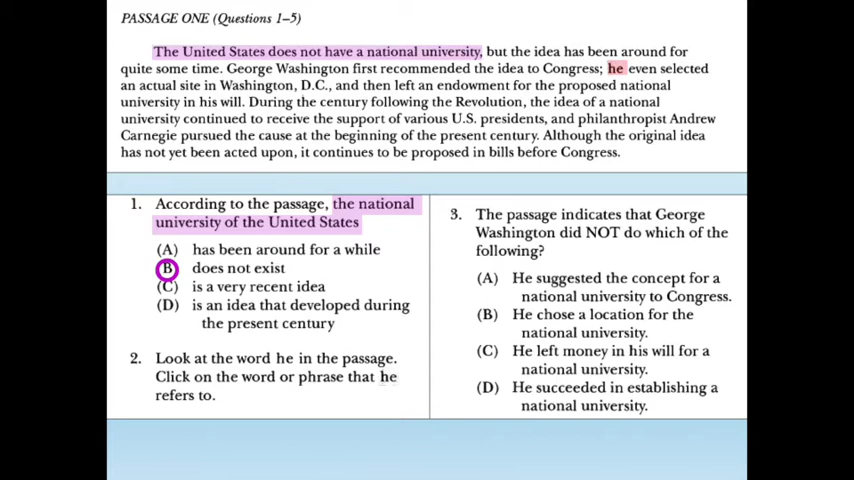 PASSAGE ONE (Questions 1–5)
The United States does not have a national university, but the idea has been around for
quite some time. George Washington first recommended the idea to Congress; he even selected
an actual site in Washington, D.C., and then left an endowment for the proposed national
university in his will. During the century following the Revolution, the idea of a national
university continued to receive the support of various U.S. presidents, and philanthropist Andrew
Carnegie pursued the cause at the beginning of the present century. Although the original idea
has not yet been acted upon, it continues to be proposed in bills before Congress.
1. According to the passage, the national
university of the United States
(A) has been around for a while
(B) does not exist
(C) is a very recent idea
(D) is an idea that developed during
the present century
2. Look at the word he in the passage.
Click on the word or phrase that he
refers to.
3. The passage indicates that George
Washington did NOT do which of the
following?
(A) He suggested the concept for a
national university to Congress.
(B) He chose a location for the
national university.
(C) He left money in his will for a
national university.
(D) He succeeded in establishing a
national university.